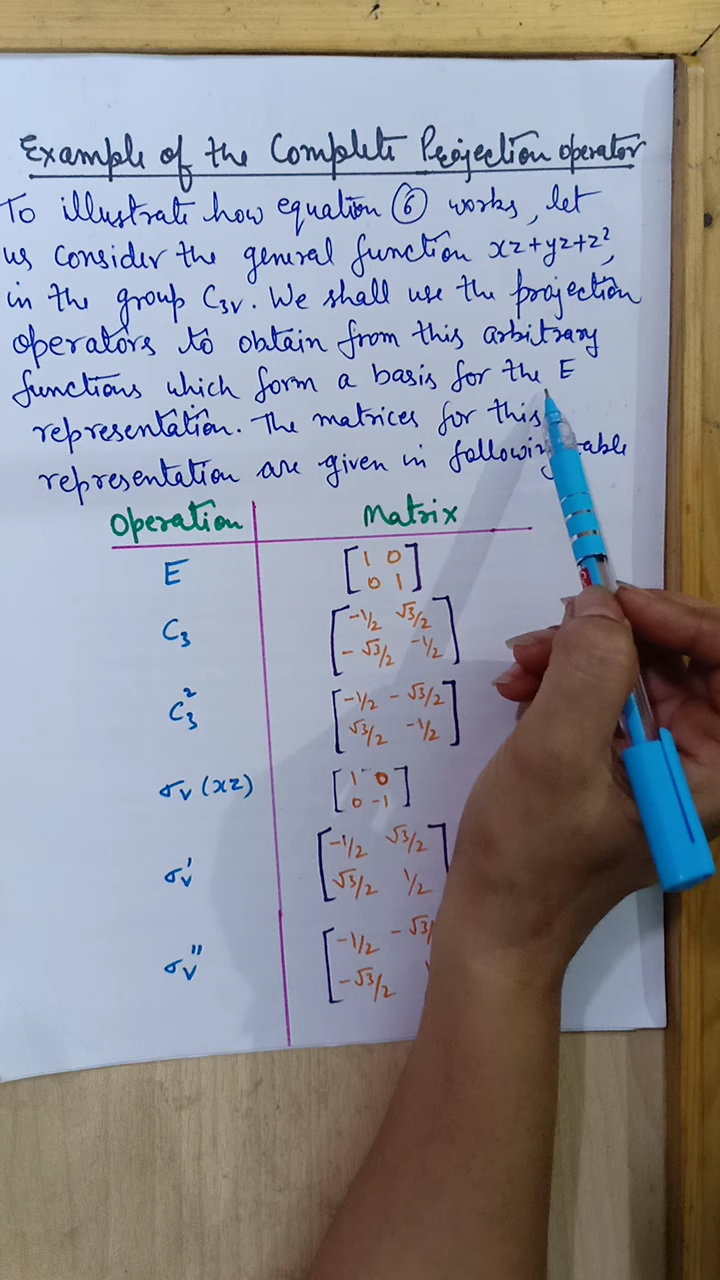 Example of the Complete Projection operator
To illustrate how equation ⑥ works, let
us consider the general function xz+yz+z²,
in the group C₃ᵥ. We shall use the projection
operators to obtain from this arbitrary
functions which form a basis for the E
representation. The matrices for this
representation are given in following table
Operation Matrix
E [1 0
0 1]
C₃ [-1/2 √3/2
-√3/2 -1/2]
C₃² [-1/2 -√3/2
√3/2 -1/2]
σᵥ (xz) [1 0
0 -1]
σᵥ' [-1/2 √3/2
√3/2 1/2]
σᵥ'' [-1/2 -√3/
-√3/2